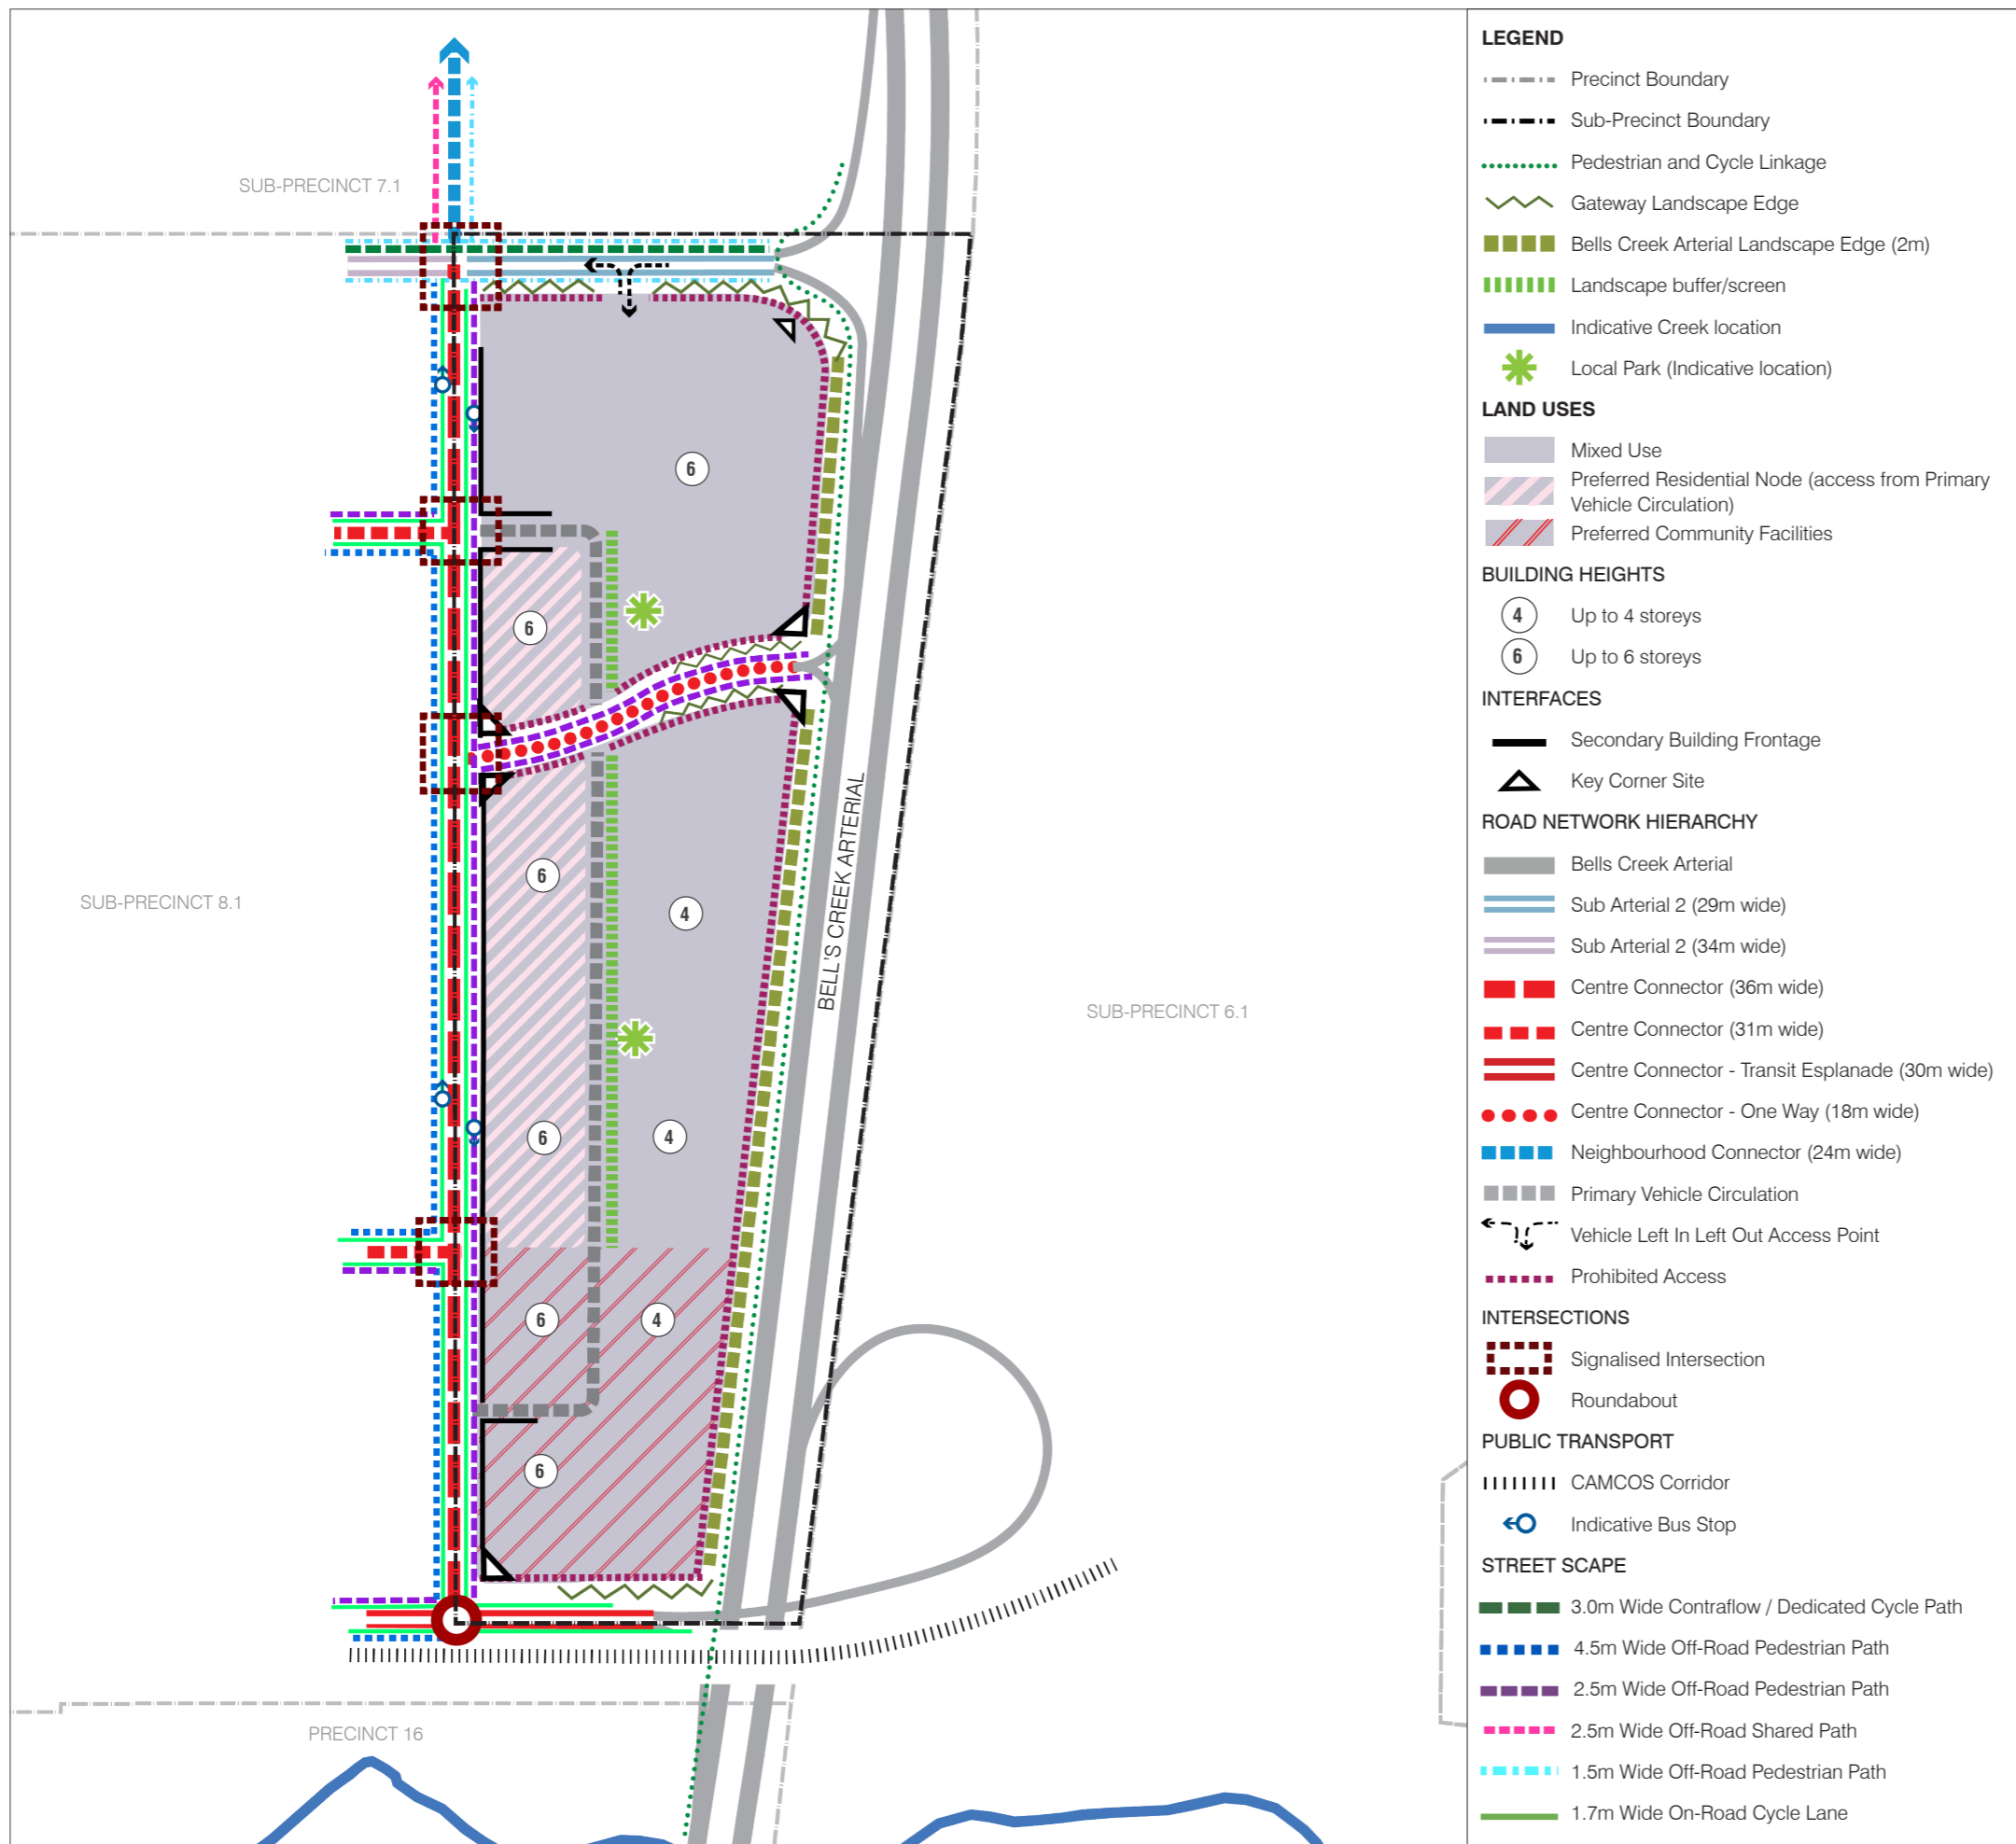 SUB-PRECINCT 7.1
6
6
BELL'S CREEK ARTERIAL
6
SUB-PRECINCT 8.1
4
SUB-PRECINCT 6.1
6
4
6
4
6
PRECINCT 16
LEGEND
Precinct Boundary
Sub-Precinct Boundary
Pedestrian and Cycle Linkage
Gateway Landscape Edge
Bells Creek Arterial Landscape Edge (2m)
Landscape buffer/screen
Indicative Creek location
Local Park (Indicative location)
LAND USES
Mixed Use
Preferred Residential Node (access from Primary
Vehicle Circulation)
Preferred Community Facilities
BUILDING HEIGHTS
4 Up to 4 storeys
6 Up to 6 storeys
INTERFACES
Secondary Building Frontage
Key Corner Site
ROAD NETWORK HIERARCHY
Bells Creek Arterial
Sub Arterial 2 (29m wide)
Sub Arterial 2 (34m wide)
Centre Connector (36m wide)
Centre Connector (31m wide)
Centre Connector - Transit Esplanade (30m wide)
Centre Connector - One Way (18m wide)
Neighbourhood Connector (24m wide)
Primary Vehicle Circulation
Vehicle Left In Left Out Access Point
Prohibited Access
INTERSECTIONS
Signalised Intersection
Roundabout
PUBLIC TRANSPORT
CAMCOS Corridor
Indicative Bus Stop
STREET SCAPE
3.0m Wide Contraflow / Dedicated Cycle Path
4.5m Wide Off-Road Pedestrian Path
2.5m Wide Off-Road Pedestrian Path
2.5m Wide Off-Road Shared Path
1.5m Wide Off-Road Pedestrian Path
1.7m Wide On-Road Cycle Lane